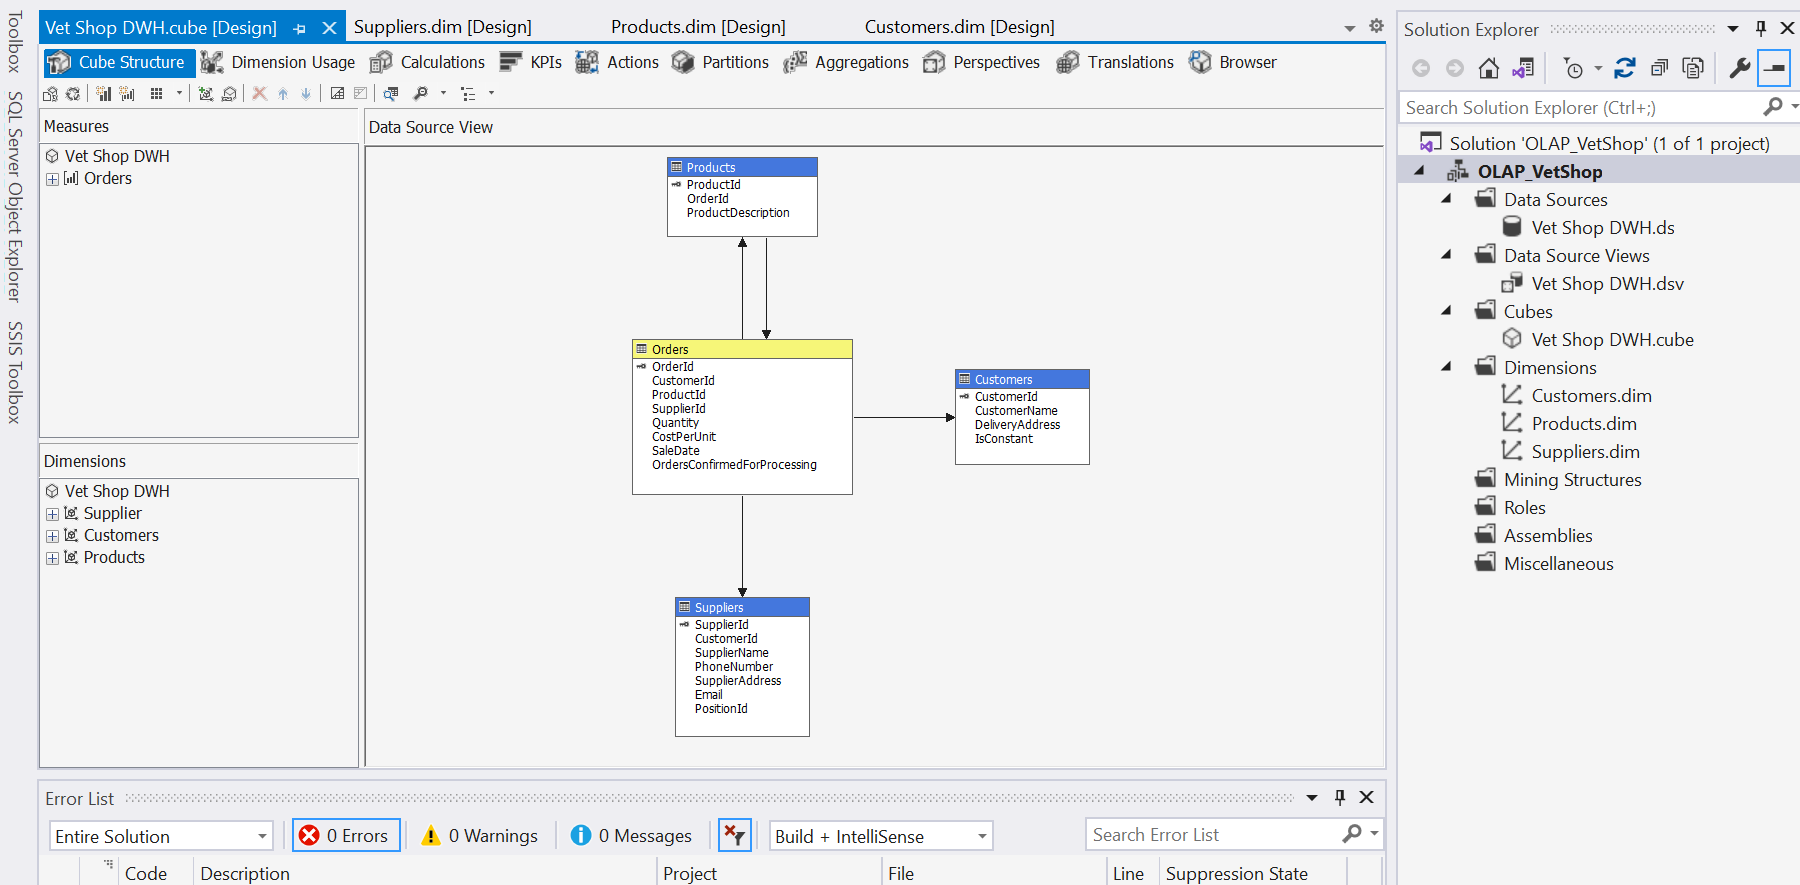 Toolbox
SQL Server Object Explorer
SSIS Toolbox
Vet Shop DWH.cube [Design]
Suppliers.dim [Design]
Products.dim [Design]
Customers.dim [Design]
Cube Structure
Dimension Usage
Calculations
KPIs
Actions
Partitions
Aggregations
Perspectives
Translations
Browser
Measures
Vet Shop DWH
Orders
Dimensions
Vet Shop DWH
Supplier
Customers
Products
Data Source View
Products
ProductId
OrderId
ProductDescription
Orders
OrderId
CustomerId
ProductId
SupplierId
Quantity
CostPerUnit
SaleDate
OrdersConfirmedForProcessing
Customers
CustomerId
CustomerName
DeliveryAddress
IsConstant
Suppliers
SupplierId
CustomerId
SupplierName
PhoneNumber
SupplierAddress
Email
PositionId
Error List
Entire Solution
0 Errors
0 Warnings
0 Messages
Build + IntelliSense
Search Error List
Code
Description
Project
File
Line
Suppression State
Solution Explorer
Search Solution Explorer (Ctrl+;)
Solution 'OLAP_VetShop' (1 of 1 project)
OLAP_VetShop
Data Sources
Vet Shop DWH.ds
Data Source Views
Vet Shop DWH.dsv
Cubes
Vet Shop DWH.cube
Dimensions
Customers.dim
Products.dim
Suppliers.dim
Mining Structures
Roles
Assemblies
Miscellaneous